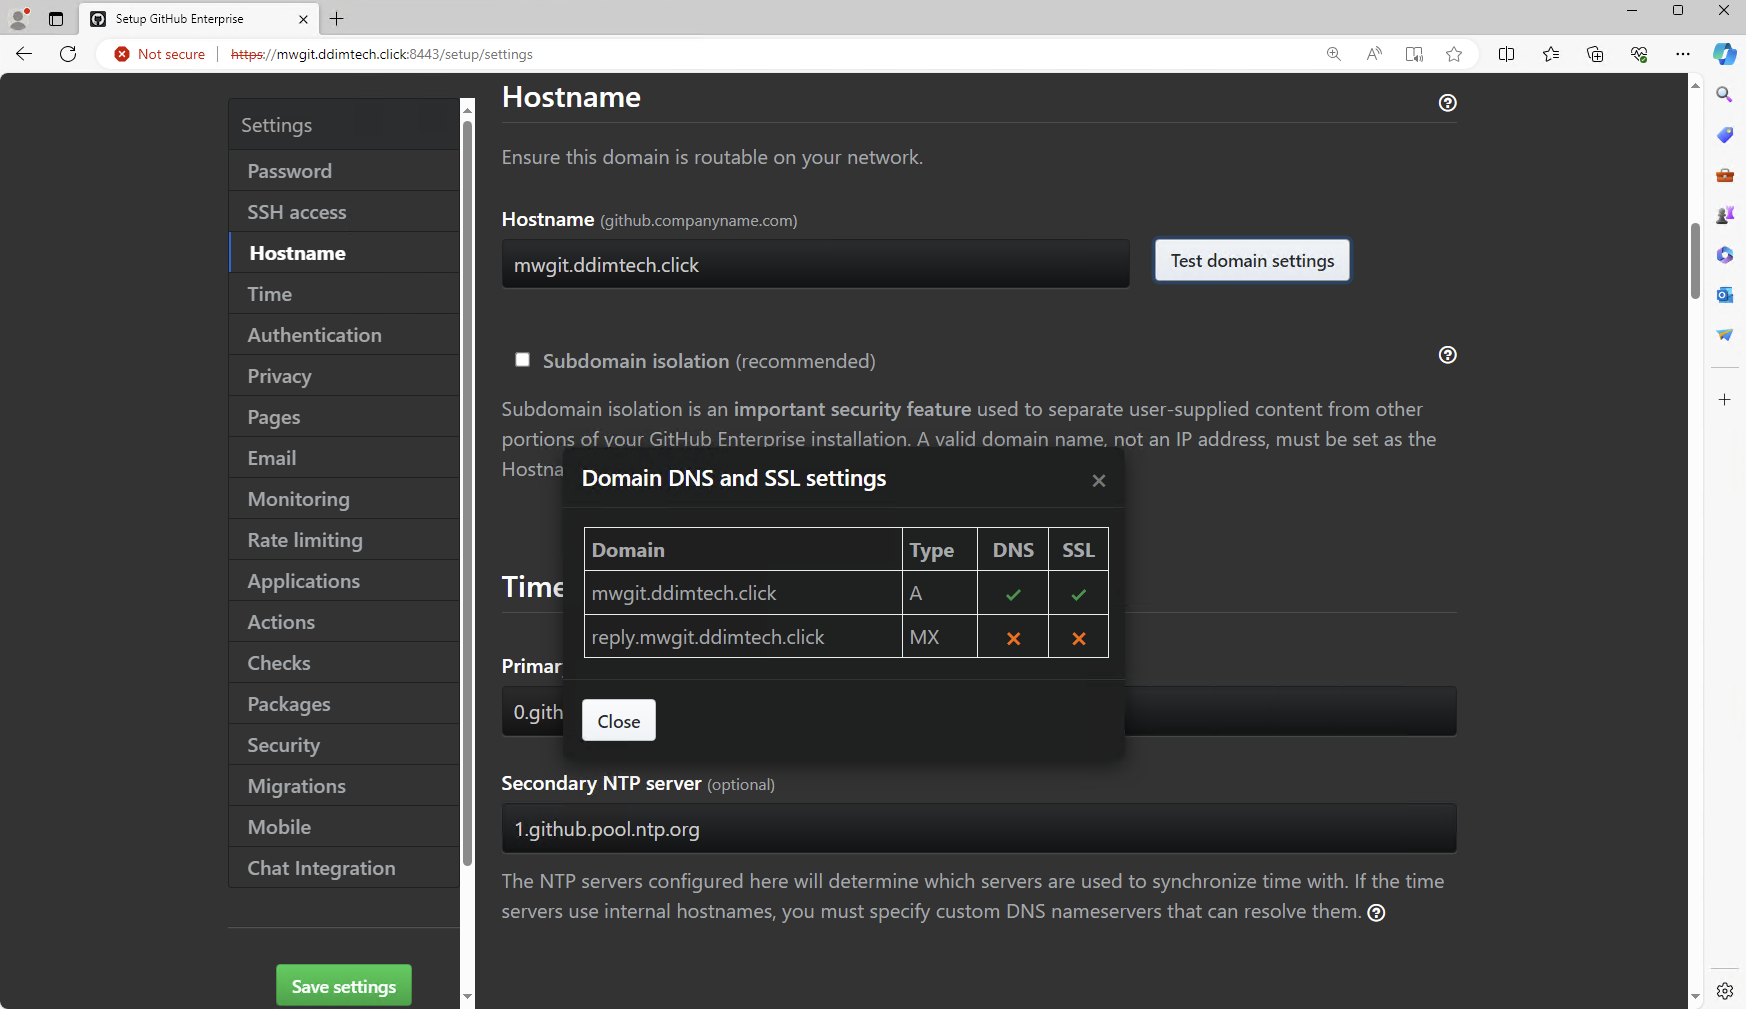 Setup GitHub Enterprise
Not secure
https://mwgit.ddimtech.click:8443/setup/settings
Settings
Password
SSH access
Hostname
Time
Authentication
Privacy
Pages
Email
Monitoring
Rate limiting
Applications
Actions
Checks
Packages
Security
Migrations
Mobile
Chat Integration
Save settings
Hostname
Ensure this domain is routable on your network.
Hostname (github.companyname.com)
mwgit.ddimtech.click
Test domain settings
Subdomain isolation (recommended)
Subdomain isolation is an important security feature used to separate user-supplied content from other
portions of your GitHub Enterprise installation. A valid domain name, not an IP address, must be set as the
Hostna
Domain DNS and SSL settings
Domain Type DNS SSL
mwgit.ddimtech.click A
reply.mwgit.ddimtech.click MX
Close
Time
Primar
0.gith
Secondary NTP server (optional)
1.github.pool.ntp.org
The NTP servers configured here will determine which servers are used to synchronize time with. If the time
servers use internal hostnames, you must specify custom DNS nameservers that can resolve them.